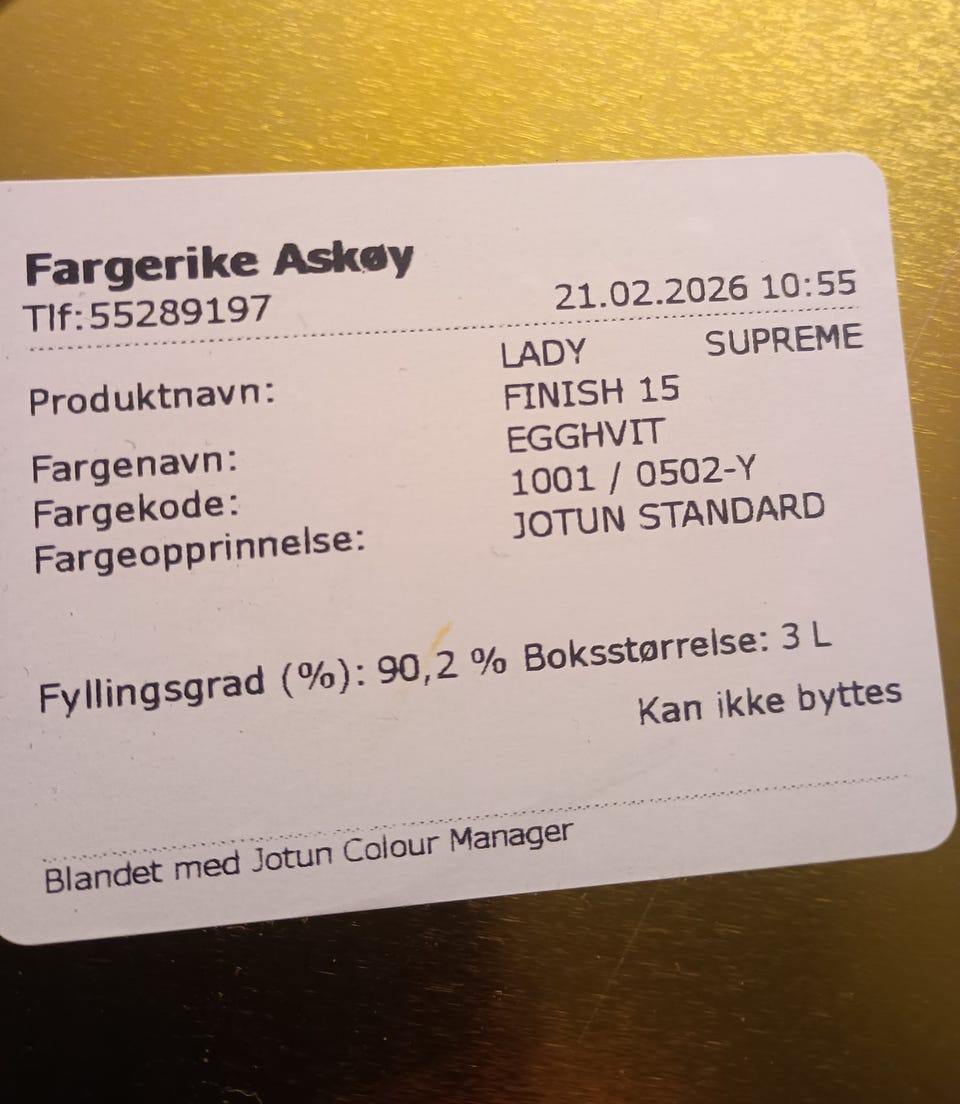 Fargerike Askøy
Tlf: 55289197 21.02.2026 10:55
Produktnavn: LADY SUPREME
FINISH 15
Fargenavn: EGGHVIT
Fargekode: 1001 / 0502-Y
Fargeopprinnelse: JOTUN STANDARD
Fyllingsgrad (%): 90,2 % Boksstørrelse: 3 L
Kan ikke byttes
Blandet med Jotun Colour Manager